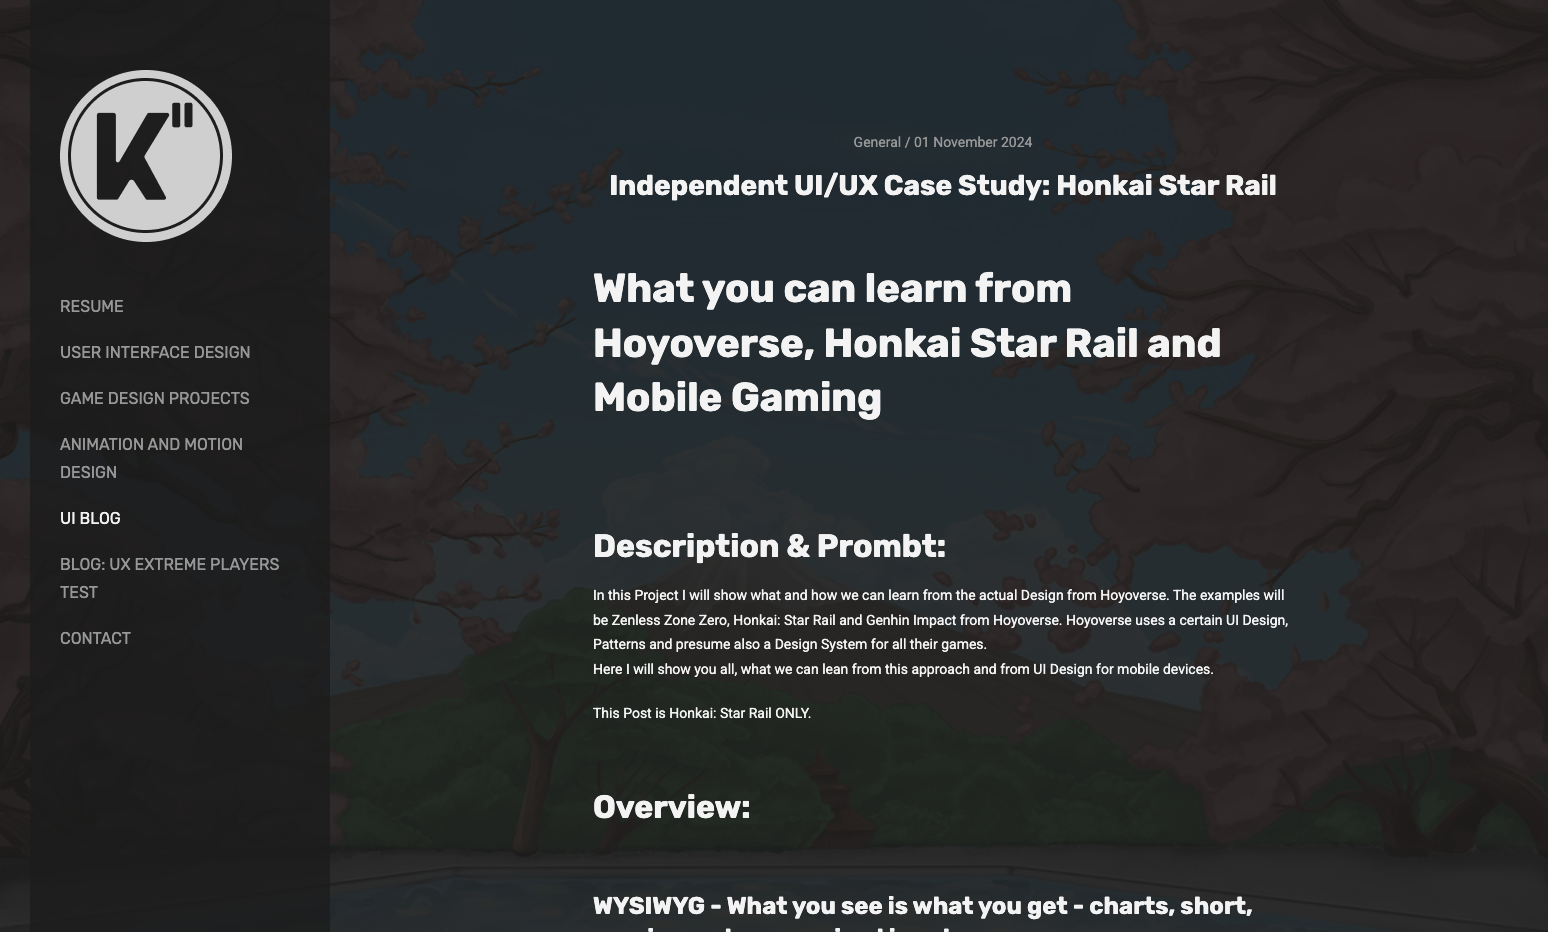 K"
RESUME
USER INTERFACE DESIGN
GAME DESIGN PROJECTS
ANIMATION AND MOTION
DESIGN
UI BLOG
BLOG: UX EXTREME PLAYERS
TEST
CONTACT
General / 01 November 2024
Independent UI/UX Case Study: Honkai Star Rail
What you can learn from
Hoyoverse, Honkai Star Rail and
Mobile Gaming
Description & Prombt:
In this Project I will show what and how we can learn from the actual Design from Hoyoverse. The examples will
be Zenless Zone Zero, Honkai: Star Rail and Genhin Impact from Hoyoverse. Hoyoverse uses a certain UI Design,
Patterns and presume also a Design System for all their games.
Here I will show you all, what we can lean from this approach and from UI Design for mobile devices.
This Post is Honkai: Star Rail ONLY.
Overview:
WYSIWYG - What you see is what you get - charts, short,